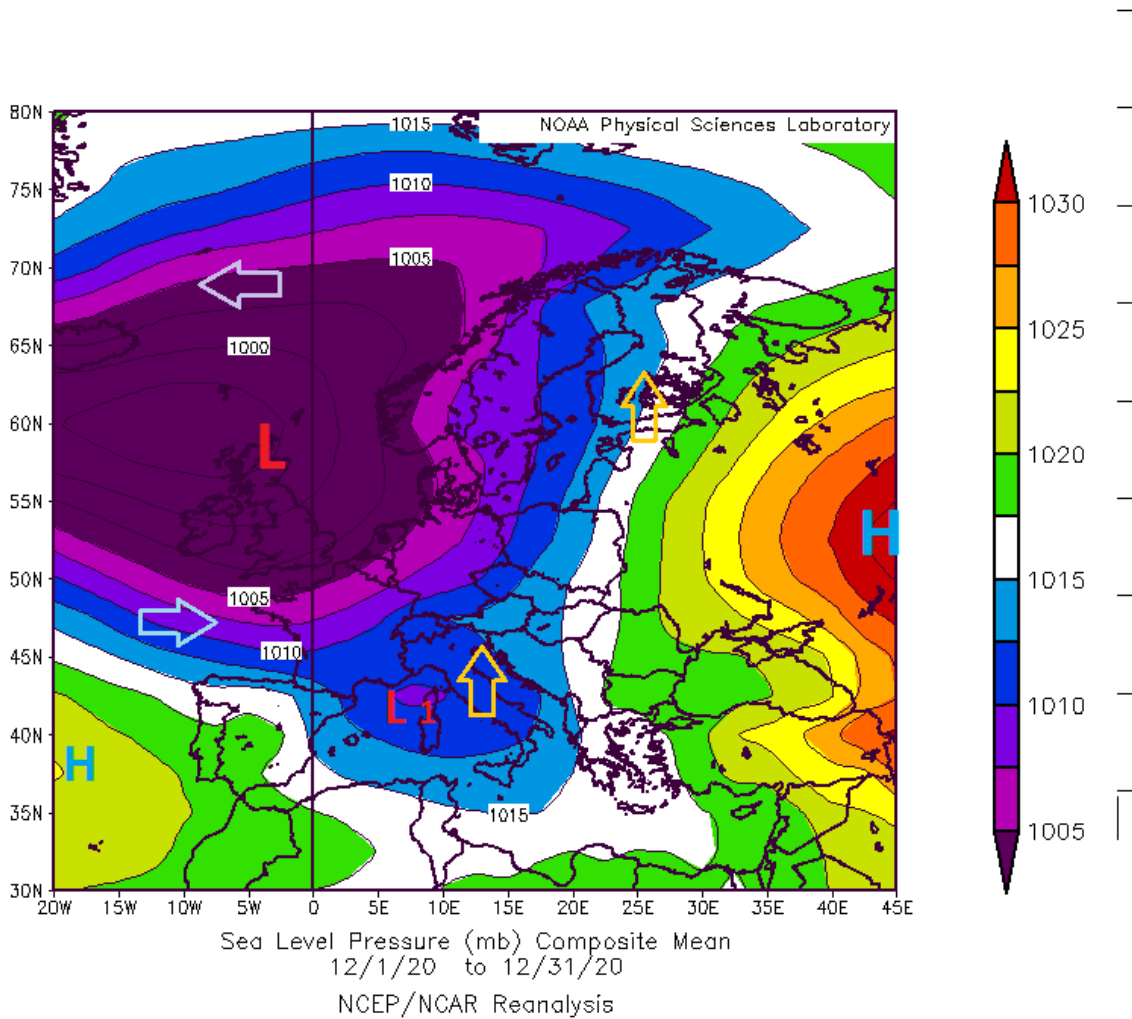 NOAA Physical Sciences Laboratory
80N
75N
70N
65N
60N
55N
50N
45N
40N
35N
30N
1015
1010
1005
1000
L
1005
1010
L 1
H
1015
H
20W 15W 10W 5W 0 5E 10E 15E 20E 25E 30E 35E 40E 45E
1030
1025
1020
1015
1010
1005
Sea Level Pressure (mb) Composite Mean
12/1/20 to 12/31/20
NCEP/NCAR Reanalysis